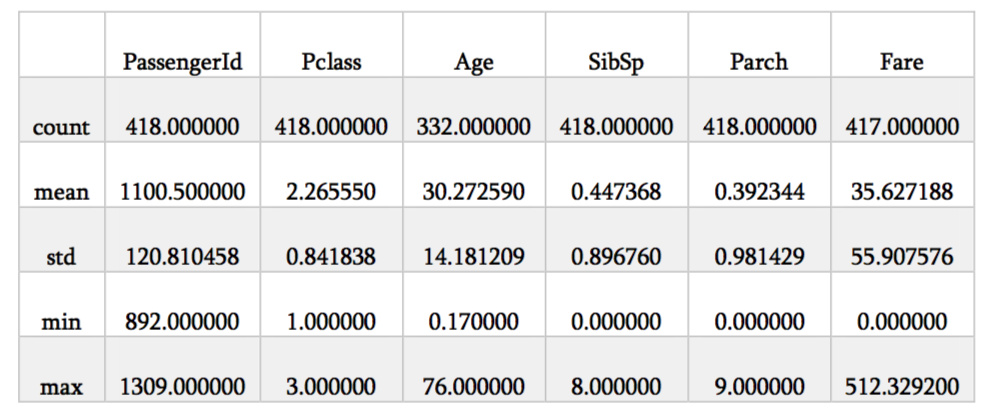 PassengerId Pclass Age SibSp Parch Fare
count 418.000000 418.000000 332.000000 418.000000 418.000000 417.000000
mean 1100.500000 2.265550 30.272590 0.447368 0.392344 35.627188
std 120.810458 0.841838 14.181209 0.896760 0.981429 55.907576
min 892.000000 1.000000 0.170000 0.000000 0.000000 0.000000
max 1309.000000 3.000000 76.000000 8.000000 9.000000 512.329200